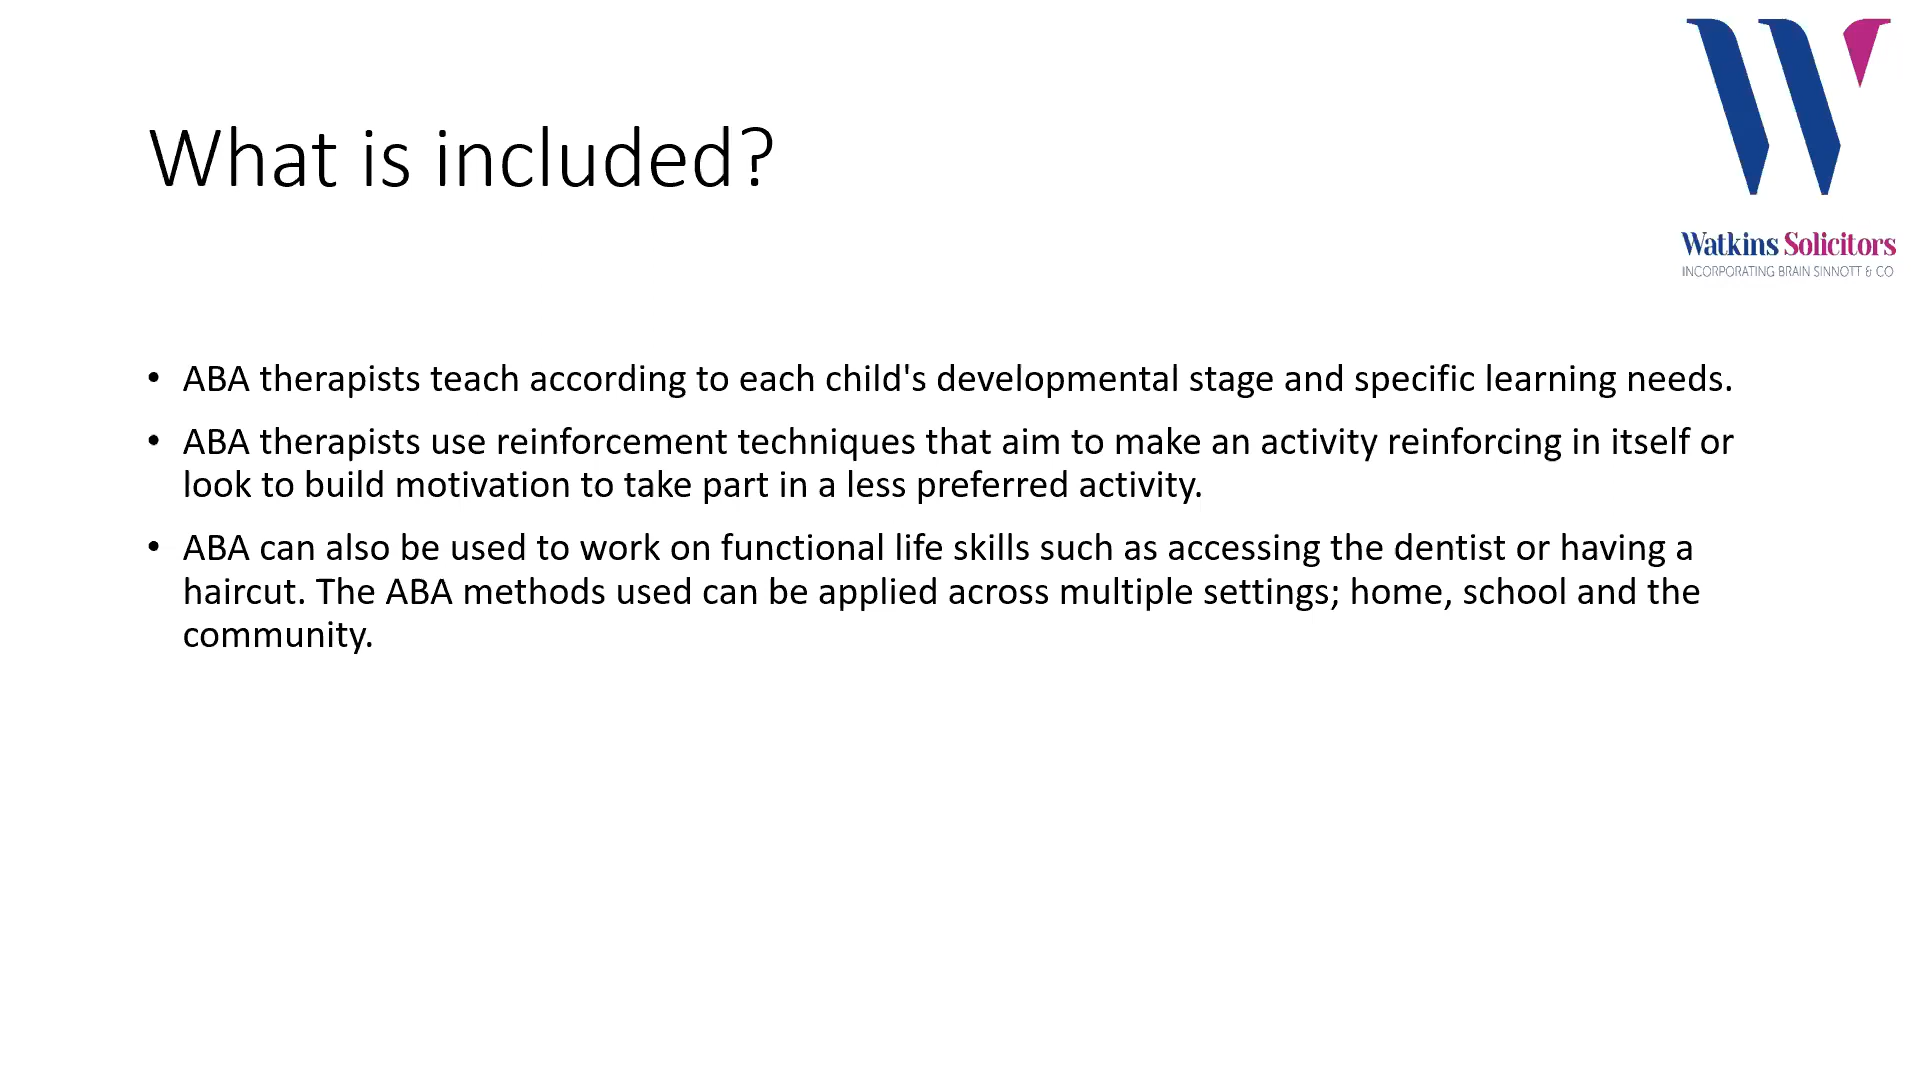 What is included?
Watkins Solicitors
INCORPORATING BRAIN SINNOTT & CO
• ABA therapists teach according to each child's developmental stage and specific learning needs.
• ABA therapists use reinforcement techniques that aim to make an activity reinforcing in itself or
look to build motivation to take part in a less preferred activity.
• ABA can also be used to work on functional life skills such as accessing the dentist or having a
haircut. The ABA methods used can be applied across multiple settings; home, school and the
community.